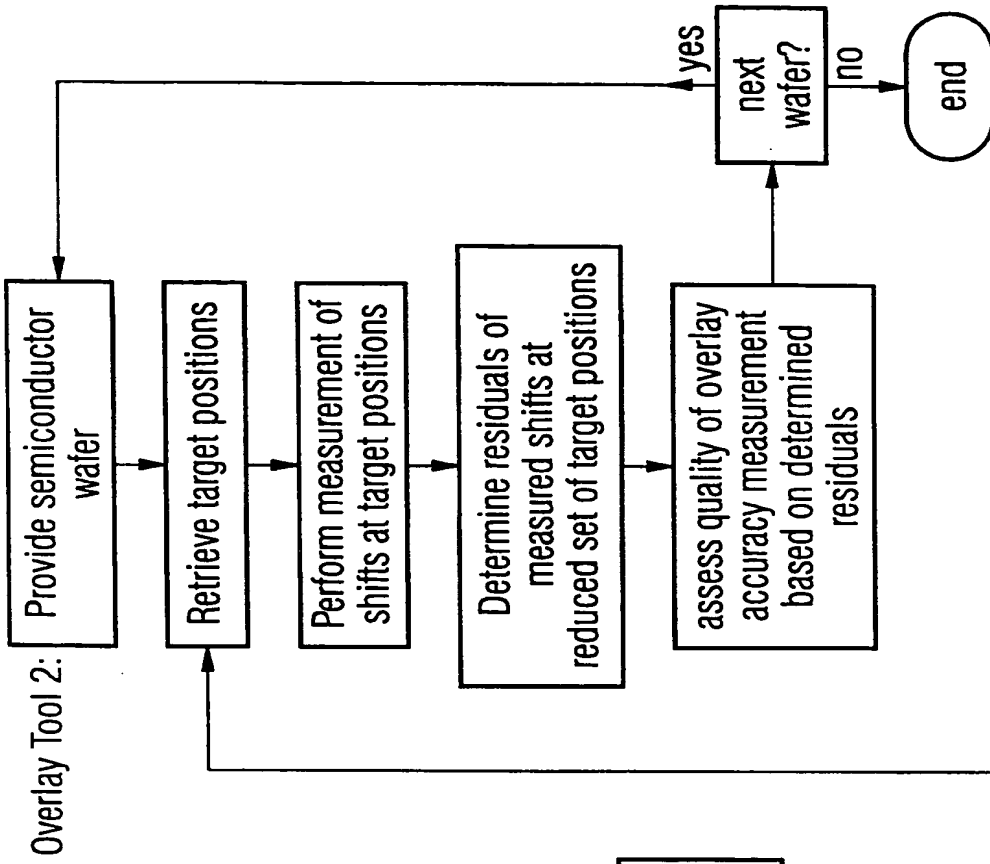 Overlay Tool 2:
Provide semiconductor
wafer
Retrieve target positions
Perform measurement of
shifts at target positions
Determine residuals of
measured shifts at
reduced set of target positions
assess quality of overlay
accuracy measurement
based on determined
residuals
next
wafer?
yes
no
end